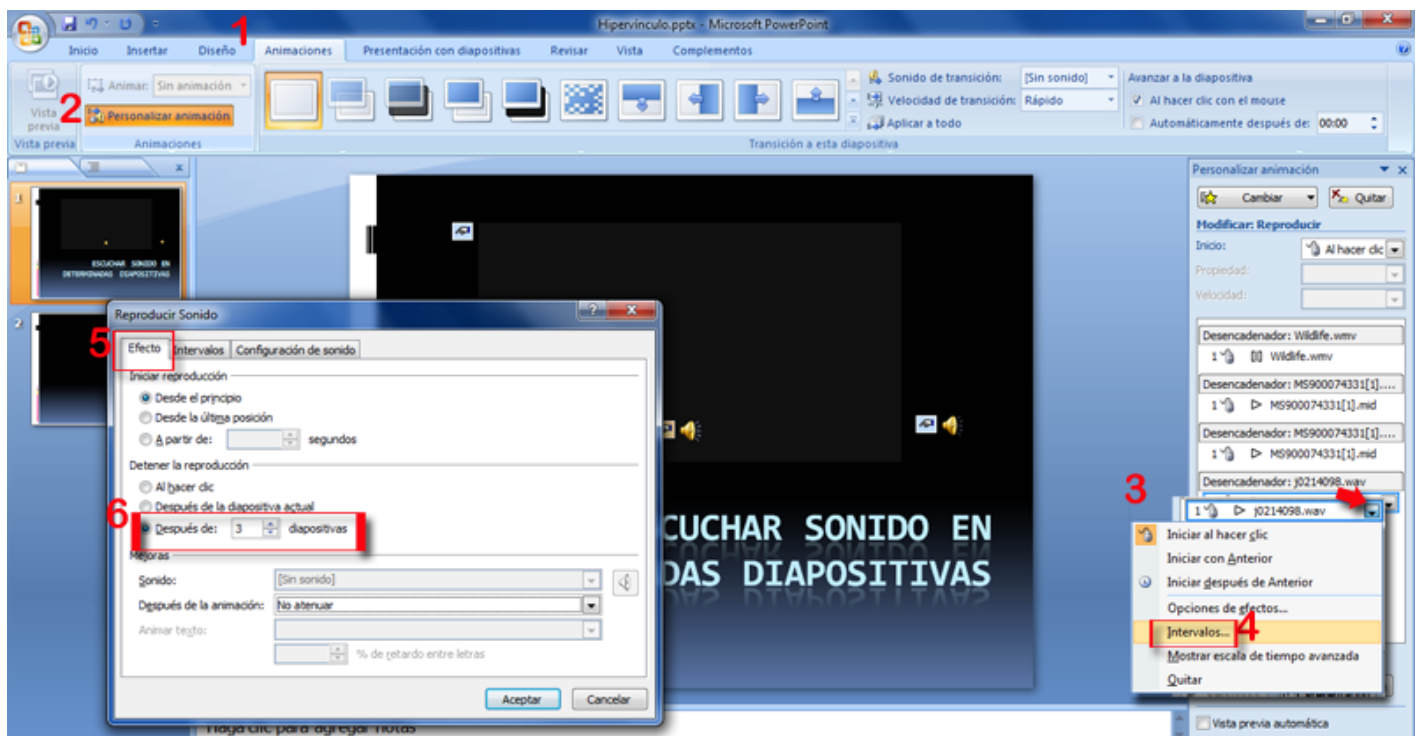 1
Hipervínculo.pptx - Microsoft PowerPoint
Inicio Insertar Diseño Animaciones Presentación con diapositivas Revisar Vista Complementos
Vista previa
2
Animar: Sin animación
Personalizar animación
Vista previa
Animaciones
Sonido de transición: [Sin sonido]
Velocidad de transición: Rápido
Aplicar a todo
Transición a esta diapositiva
Avanzar a la diapositiva
Al hacer clic con el mouse
Automáticamente después de: 00:00
1
ESCUCHAR SONIDO EN
DETERMINADAS DIAPOSITIVAS
2
Reproducir Sonido
5
Efecto Intervalos Configuración de sonido
Iniciar reproducción
Desde el principio
Desde la última posición
A partir de: segundos
Detener la reproducción
Al hacer clic
Después de la diapositiva actual
6
Después de: 3 diapositivas
Mejoras
Sonido: [Sin sonido]
Después de la animación: No atenuar
Animar texto:
% de retardo entre letras
Aceptar Cancelar
CUCHAR SONIDO EN
DAS DIAPOSITIVAS
Haga clic para agregar notas
Personalizar animación
Cambiar Quitar
Modificar: Reproducir
Inicio: Al hacer clic
Propiedad:
Velocidad:
Desencadenador: Wildlife.wmv
1 Wildlife.wmv
Desencadenador: MS900074331[1]....
1 MS900074331[1].mid
Desencadenador: MS900074331[1]....
1 MS900074331[1].mid
Desencadenador: j0214098.wav
3
1 j0214098.wav
Iniciar al hacer clic
Iniciar con Anterior
Iniciar después de Anterior
Opciones de efectos...
Intervalos...
4
Mostrar escala de tiempo avanzada
Quitar
Vista previa automática